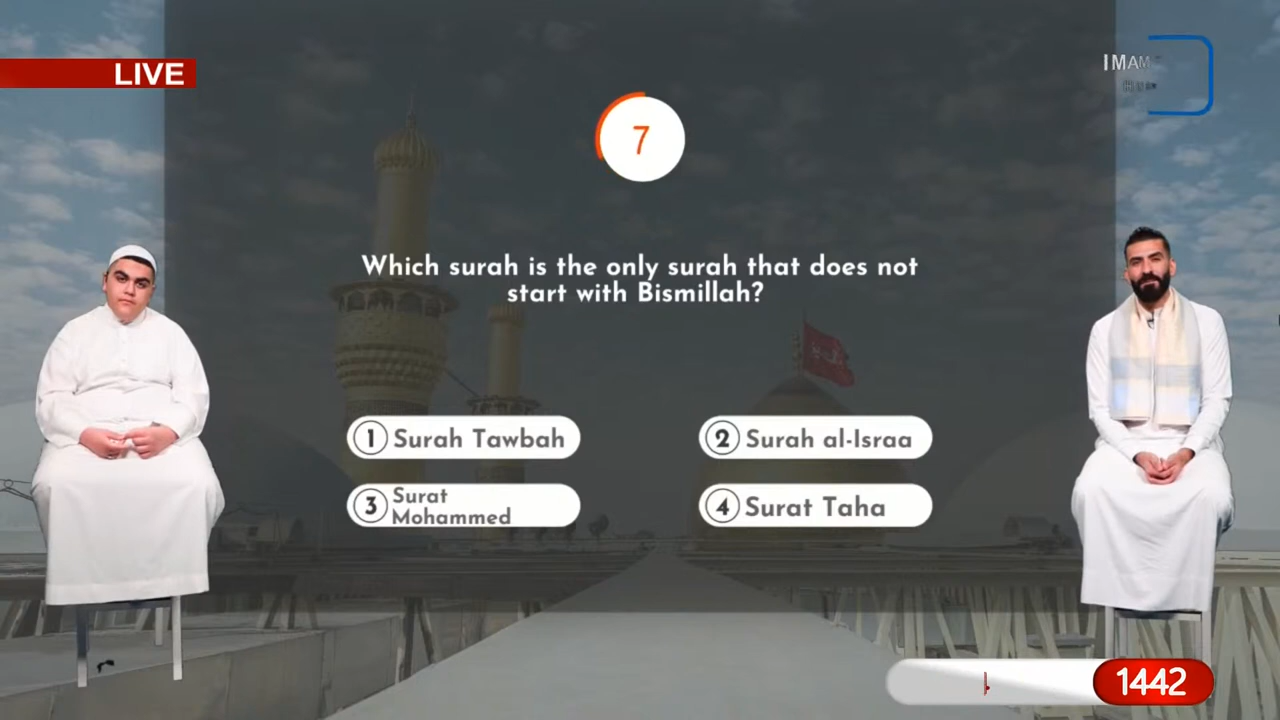 LIVE
IMAM
7
Which surah is the only surah that does not
start with Bismillah?
1 Surah Tawbah
2 Surah al-Israa
3 Surat
Mohammed
4 Surat Taha
1442